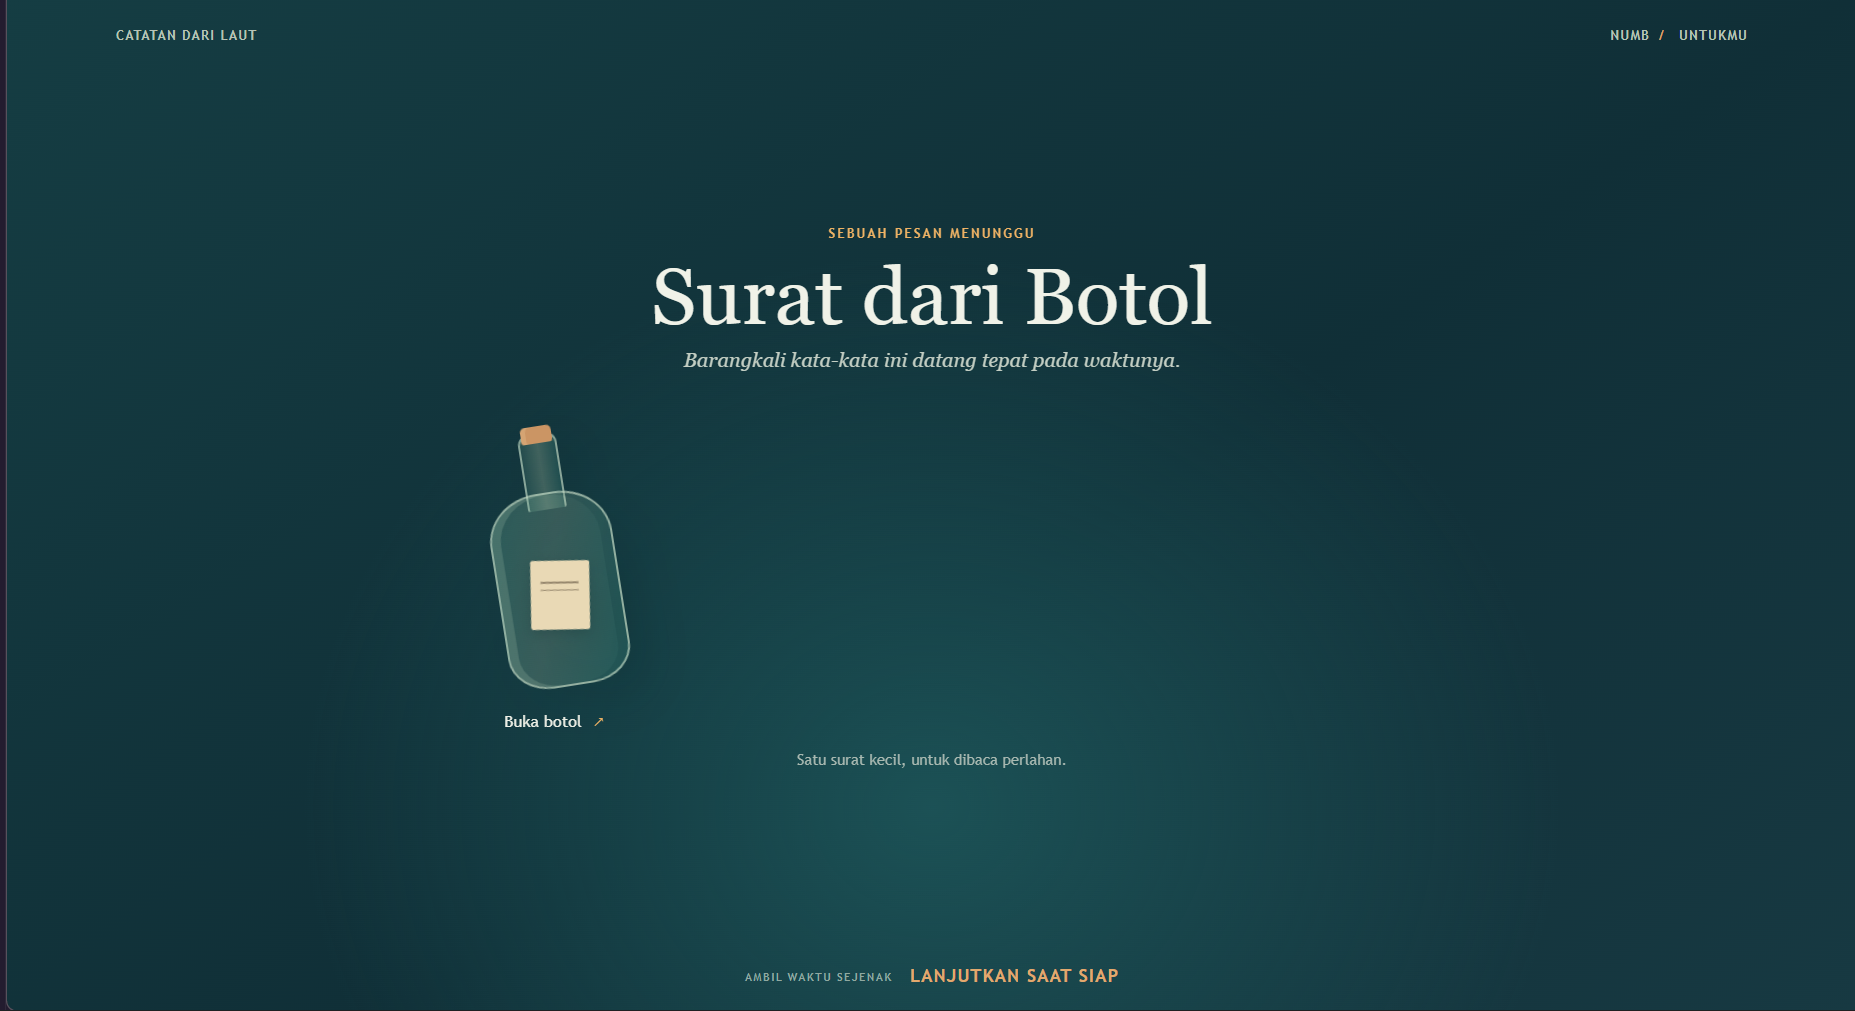 CATATAN DARI LAUT
NUMB / UNTUKMU
SEBUAH PESAN MENUNGGU
Surat dari Botol
Barangkali kata-kata ini datang tepat pada waktunya.
Buka botol ↗
Satu surat kecil, untuk dibaca perlahan.
AMBIL WAKTU SEJENAK LANJUTKAN SAAT SIAP